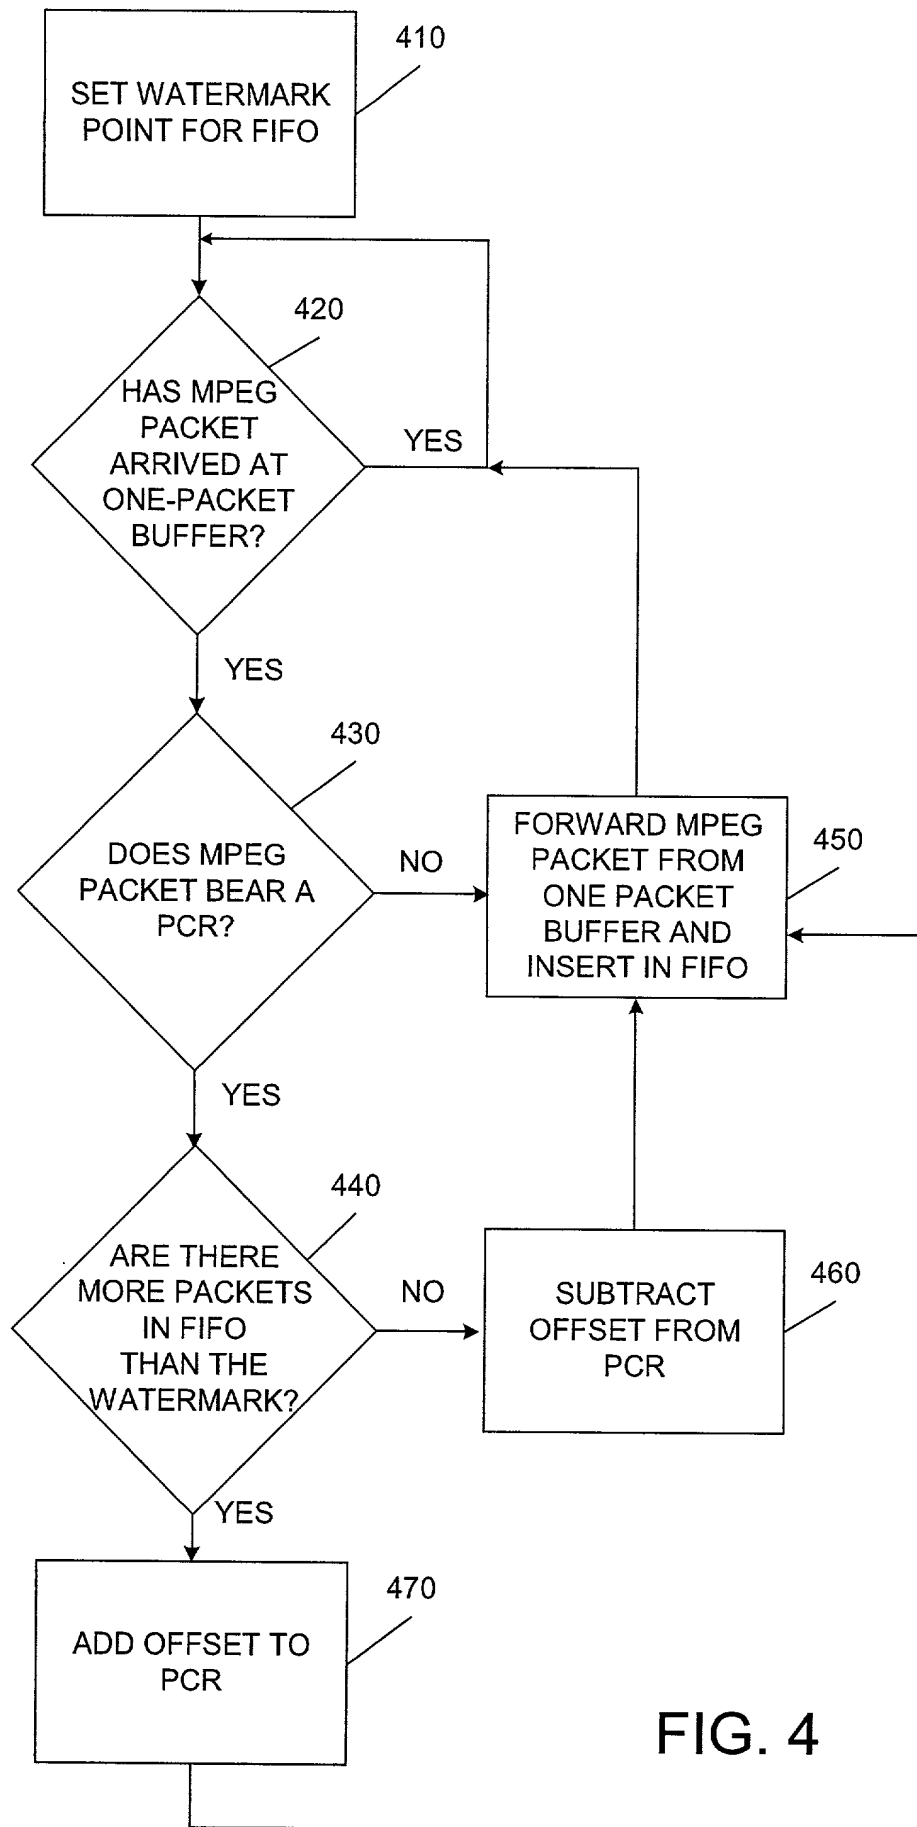 410
SET WATERMARK
POINT FOR FIFO
420
HAS MPEG
PACKET
ARRIVED AT
ONE-PACKET
BUFFER?
YES
YES
430
DOES MPEG
PACKET BEAR A
PCR?
NO
FORWARD MPEG
PACKET FROM
ONE PACKET
BUFFER AND
INSERT IN FIFO
450
YES
440
ARE THERE
MORE PACKETS
IN FIFO
THAN THE
WATERMARK?
NO
SUBTRACT
OFFSET FROM
PCR
460
YES
470
ADD OFFSET TO
PCR
FIG. 4